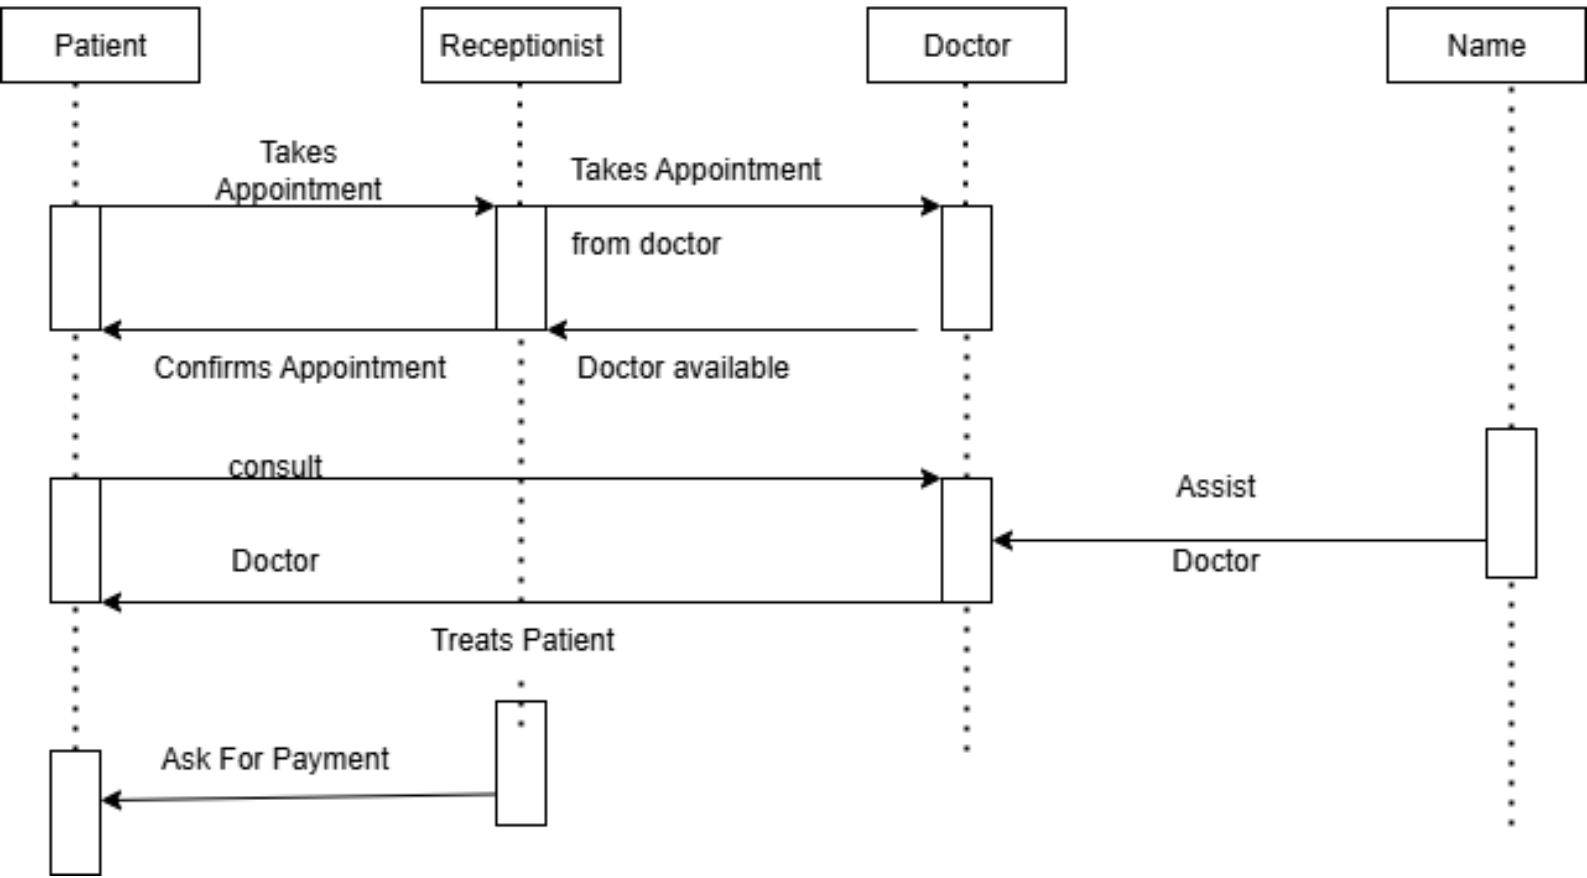 Patient
Receptionist
Doctor
Name
Takes
Appointment
Takes Appointment
from doctor
Confirms Appointment
Doctor available
consult
Doctor
Assist
Doctor
Treats Patient
Ask For Payment